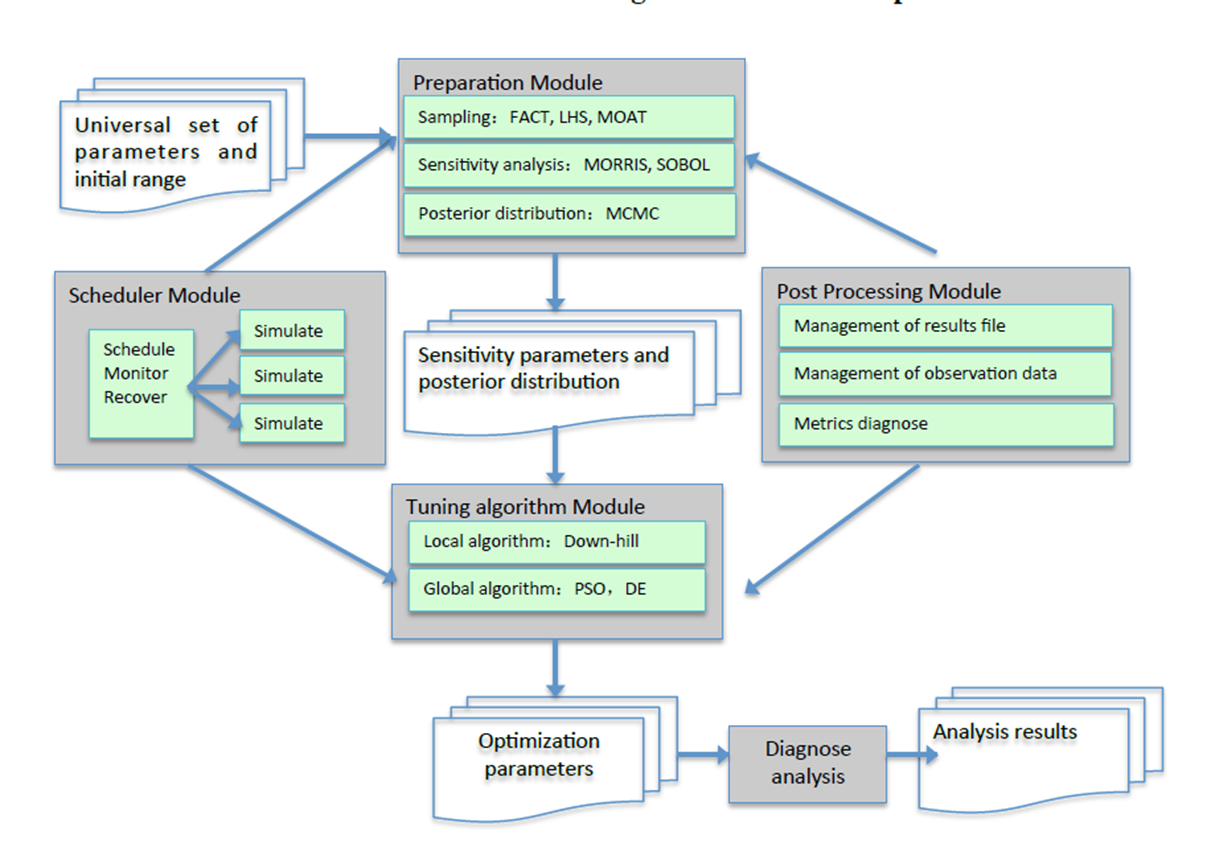 Preparation Module
Sampling：FACT, LHS, MOAT
Sensitivity analysis：MORRIS, SOBOL
Posterior distribution：MCMC
Universal set of
parameters and
initial range
Scheduler Module
Schedule
Monitor
Recover
Simulate
Simulate
Simulate
Sensitivity parameters and
posterior distribution
Post Processing Module
Management of results file
Management of observation data
Metrics diagnose
Tuning algorithm Module
Local algorithm：Down-hill
Global algorithm：PSO，DE
Optimization
parameters
Diagnose
analysis
Analysis results